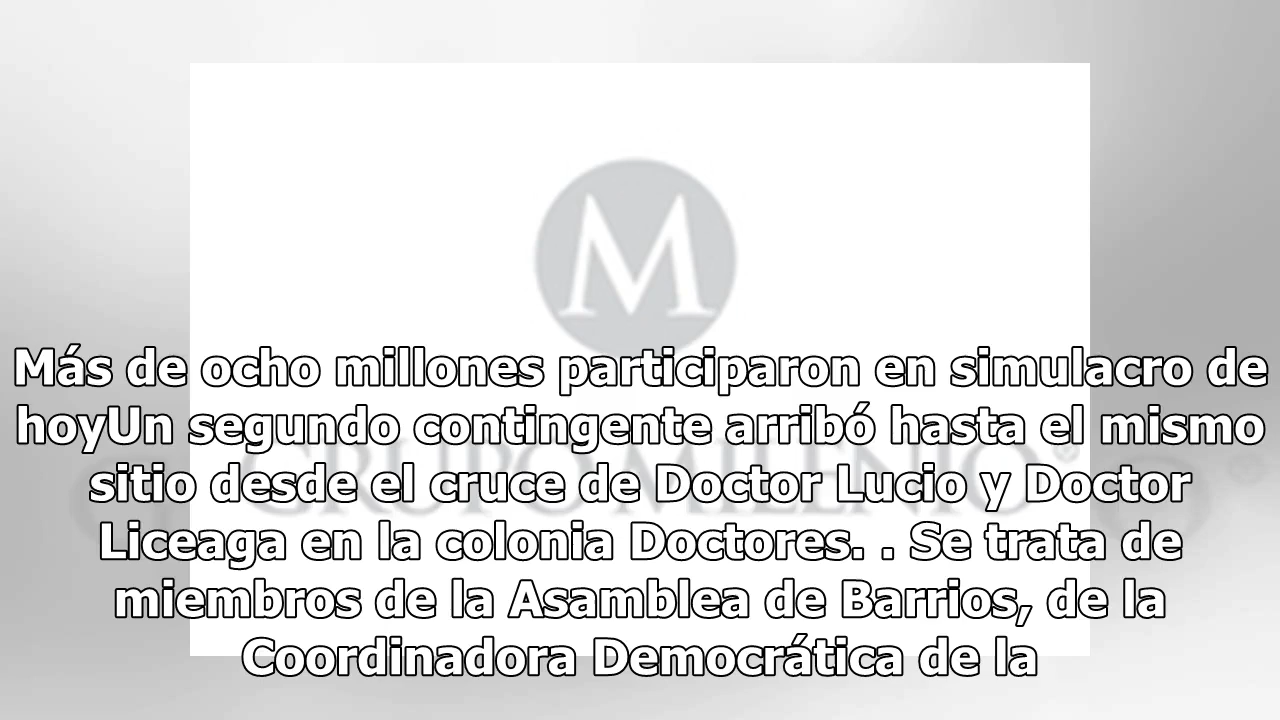 M
Más de ocho millones participaron en simulacro de
hoyUn segundo contingente arribó hasta el mismo
sitio desde el cruce de Doctor Lucio y Doctor
GRUPO MILENIO
Liceaga en la colonia Doctores. . Se trata de
miembros de la Asamblea de Barrios, de la
Coordinadora Democrática de la